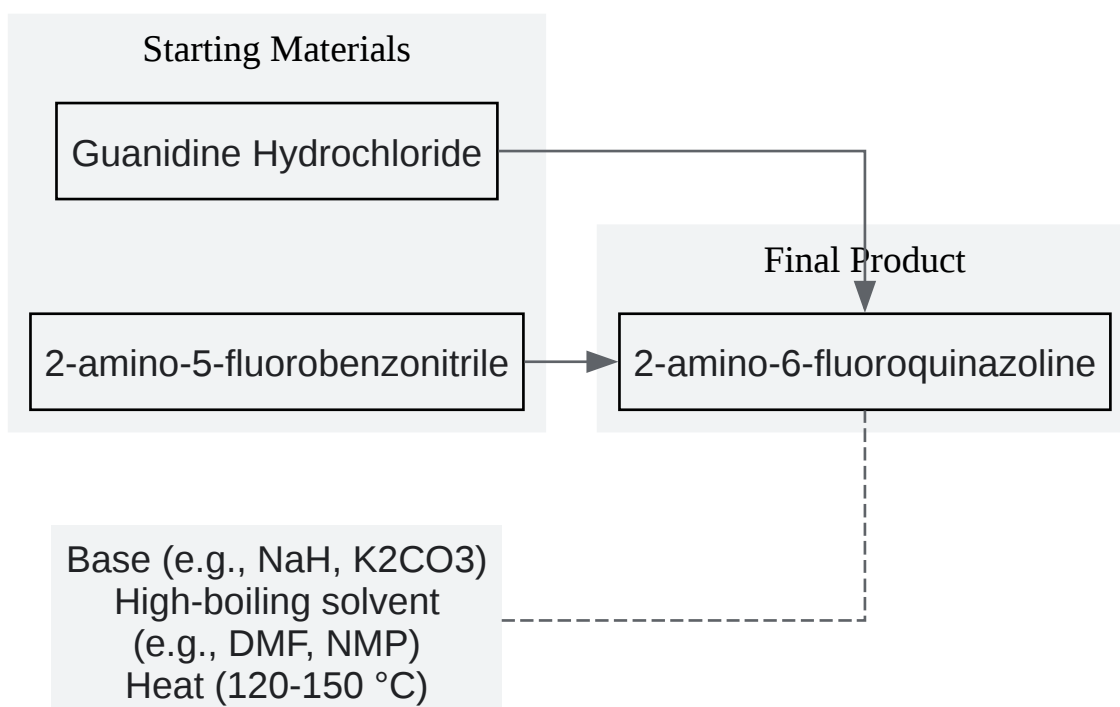 Starting Materials
Guanidine Hydrochloride
Final Product
2-amino-5-fluorobenzonitrile
2-amino-6-fluoroquinazoline
Base (e.g., NaH, K2CO3)
High-boiling solvent
(e.g., DMF, NMP)
Heat (120-150 °C)